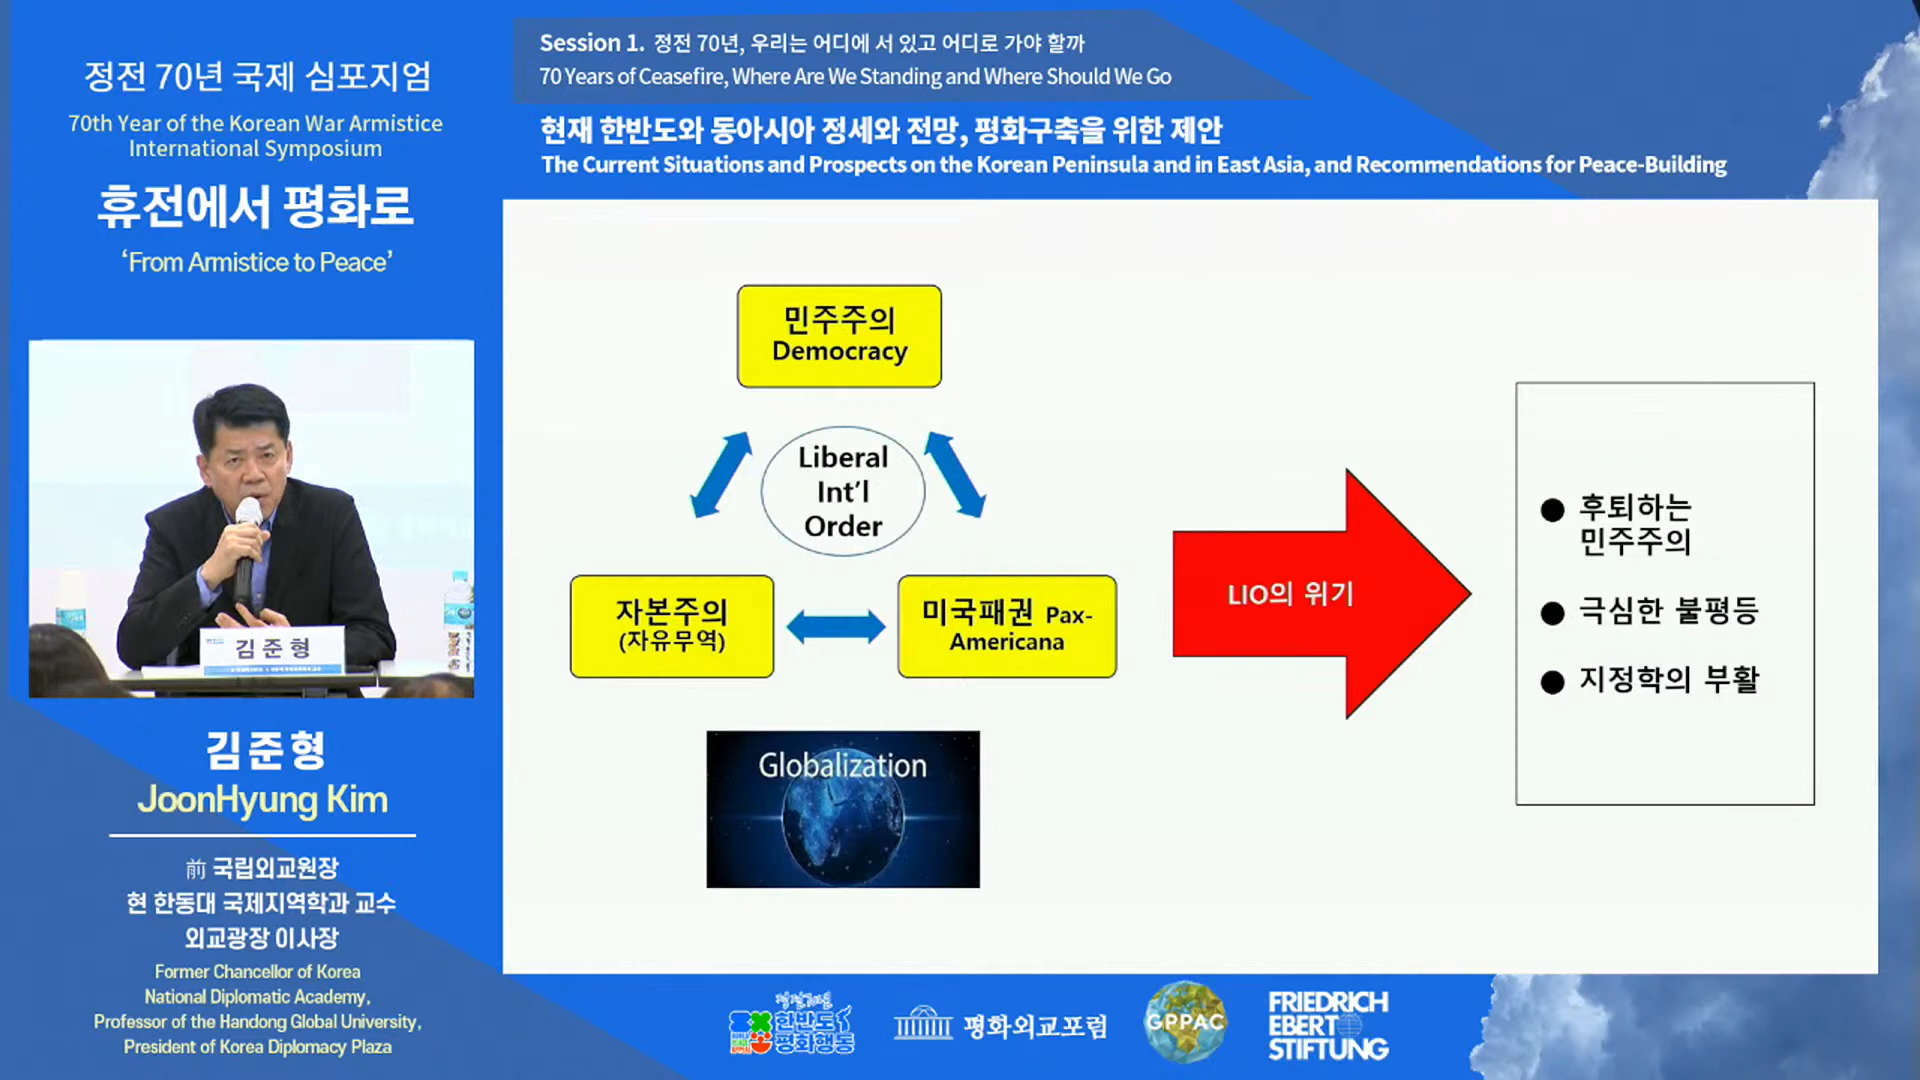 정전 70년 국제 심포지엄
70th Year of the Korean War Armistice
International Symposium
휴전에서 평화로
‘From Armistice to Peace’
김준형
김준형
JoonHyung Kim
前 국립외교원장
현 한동대 국제지역학과 교수
외교광장 이사장
Former Chancellor of Korea
National Diplomatic Academy,
Professor of the Handong Global University,
President of Korea Diplomacy Plaza
Session 1. 정전 70년, 우리는 어디에 서 있고 어디로 가야 할까
70 Years of Ceasefire, Where Are We Standing and Where Should We Go
현재 한반도와 동아시아 정세와 전망, 평화구축을 위한 제안
The Current Situations and Prospects on the Korean Peninsula and in East Asia, and Recommendations for Peace-Building
민주주의
Democracy
Liberal
Int’l
Order
자본주의
(자유무역)
미국패권 Pax-
Americana
Globalization
LIO의 위기
● 후퇴하는
민주주의
● 극심한 불평등
● 지정학의 부활
정전70년
한반도
평화행동
평화외교포럼
GPPAC
FRIEDRICH
EBERT
STIFTUNG